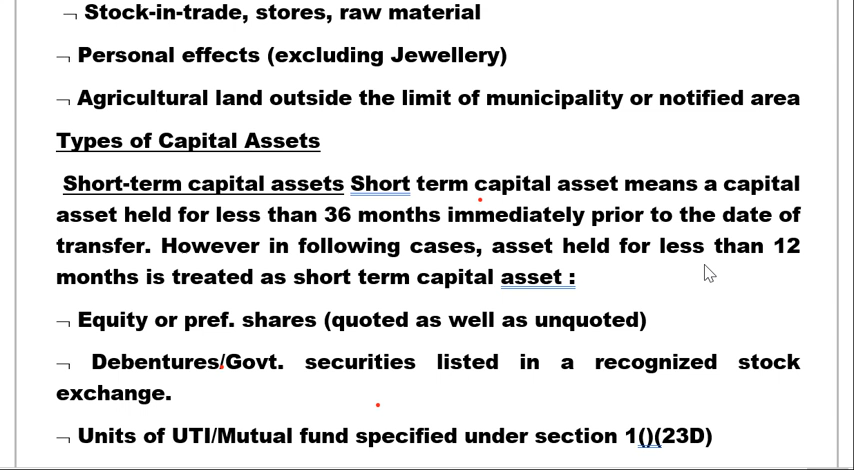 ¬ Stock-in-trade, stores, raw material
¬ Personal effects (excluding Jewellery)
¬ Agricultural land outside the limit of municipality or notified area
Types of Capital Assets
Short-term capital assets Short term capital asset means a capital
asset held for less than 36 months immediately prior to the date of
transfer. However in following cases, asset held for less than 12
months is treated as short term capital asset :
¬ Equity or pref. shares (quoted as well as unquoted)
¬ Debentures/Govt. securities listed in a recognized stock
exchange.
¬ Units of UTI/Mutual fund specified under section 1()(23D)